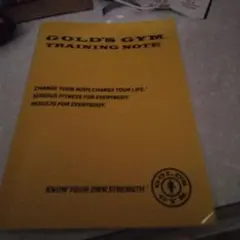 GOLD'S GYM
TRAINING NOTE
CHANGE YOUR BODY, CHANGE YOUR LIFE.
SERIOUS FITNESS FOR EVERYBODY.
RESULTS FOR EVERYBODY.
KNOW YOUR OWN STRENGTH
GOLD'S
GYM